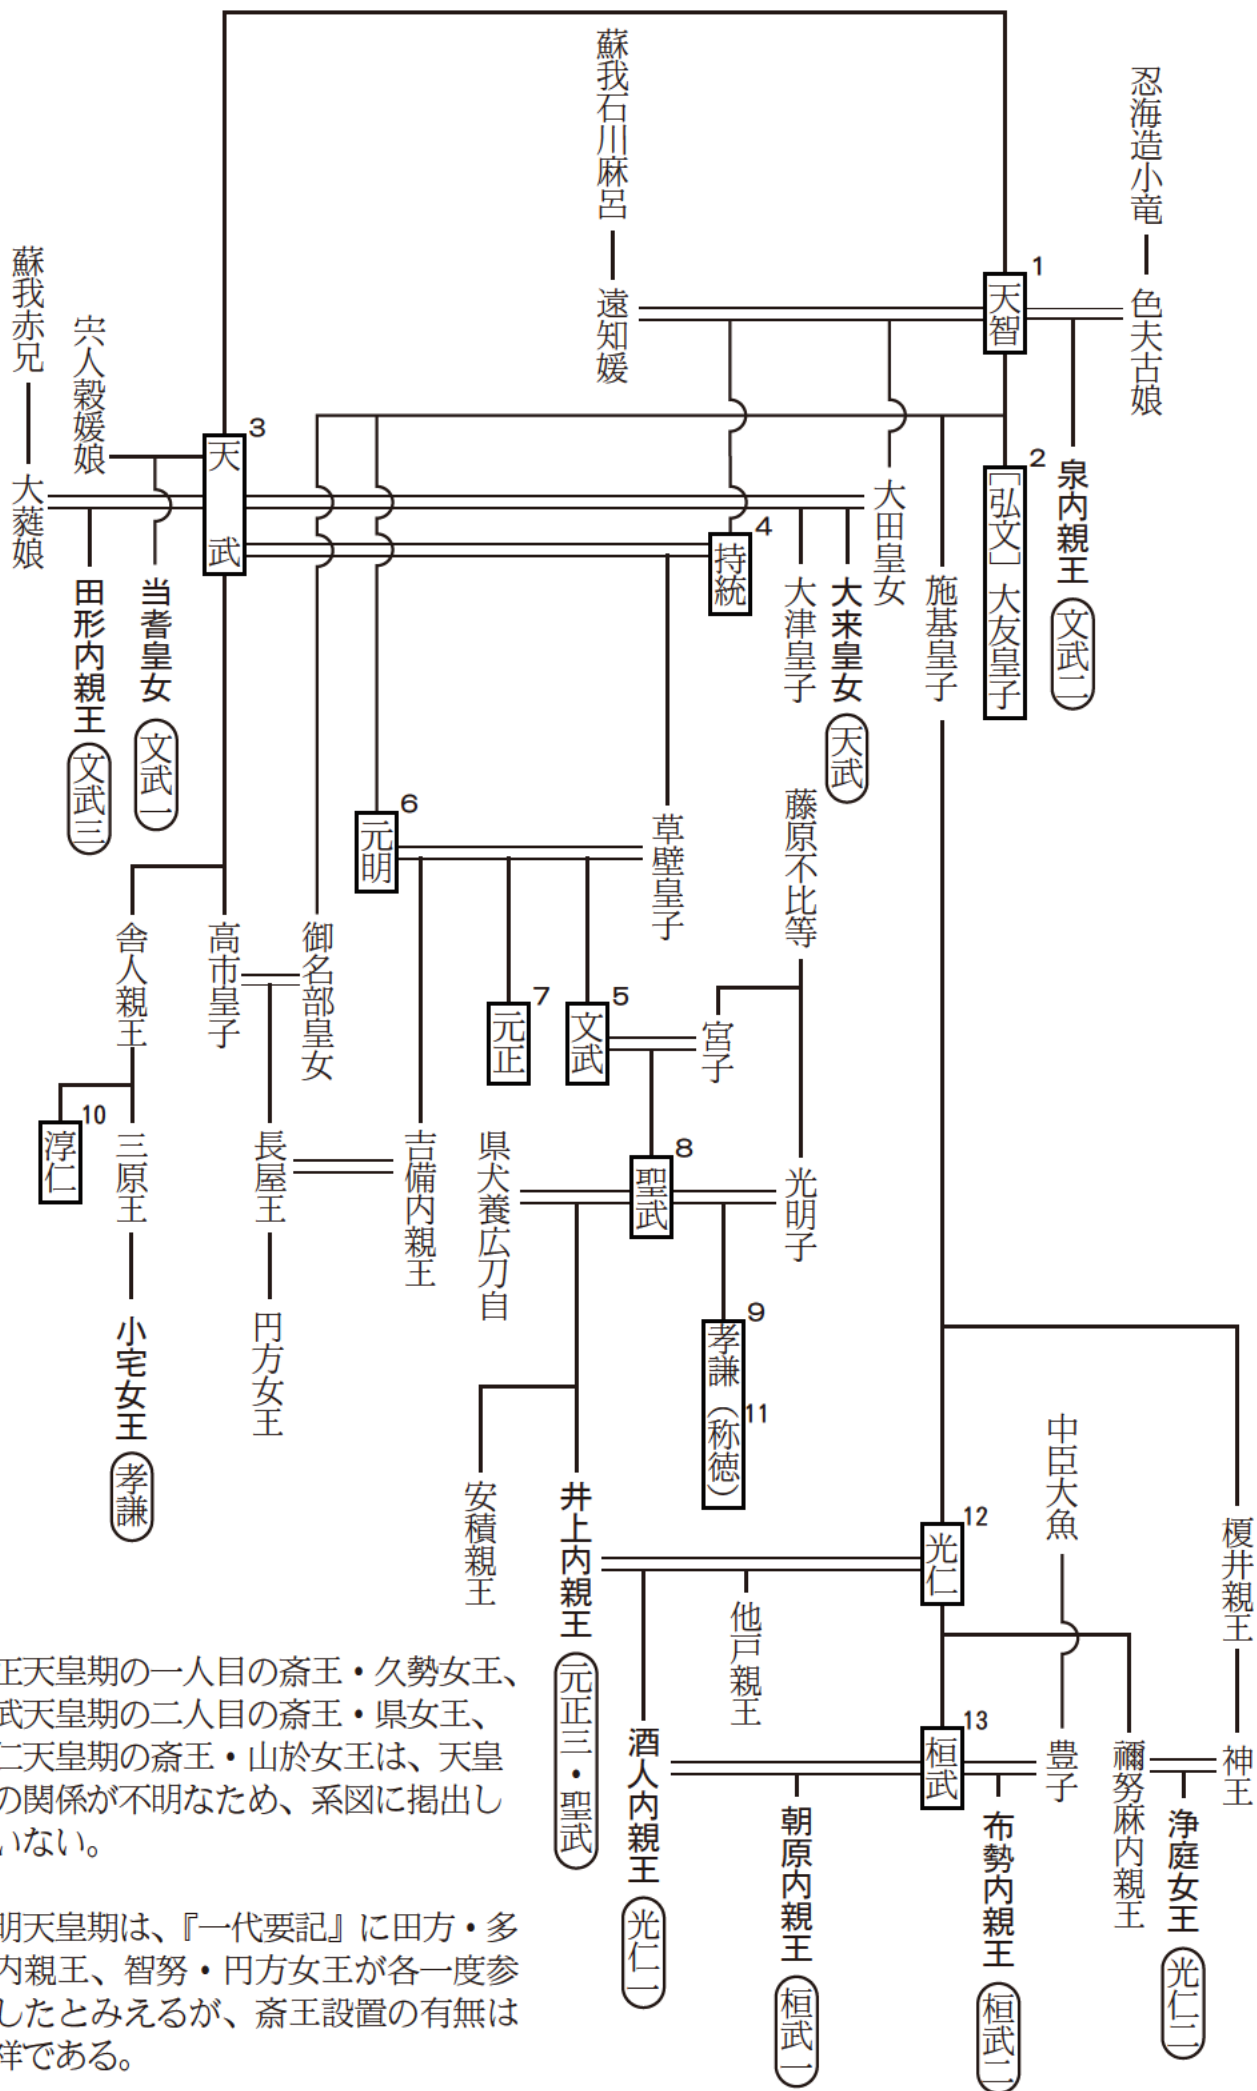 忍海造小竜
色夫古娘
泉内親王
文武二
1
天智
2
［弘文］大友皇子
蘇我石川麻呂
遠知媛
大田皇女
施基皇子
大来皇女
天武
大津皇子
4
持統
3
天武
宍人榖媛娘
当耆皇女
文武一
蘇我赤兄
大蕤娘
田形内親王
文武三
草壁皇子
藤原不比等
6
元明
御名部皇女
高市皇子
舎人親王
宮子
5
文武
7
元正
光明子
8
聖武
県犬養広刀自
吉備内親王
長屋王
三原王
10
淳仁
9
孝謙（称徳）
11
円方女王
小宅女王
孝謙
中臣大魚
榎井親王
12
光仁
井上内親王
元正三・聖武
安積親王
他戸親王
神王
禰努麻内親王
浄庭女王
光仁二
豊子
13
桓武
布勢内親王
桓武二
朝原内親王
桓武一
酒人内親王
光仁一
正天皇期の一人目の斎王・久勢女王、
武天皇期の二人目の斎王・県女王、
仁天皇期の斎王・山於女王は、天皇
の関係が不明なため、系図に掲出し
いない。
明天皇期は、『一代要記』に田方・多
内親王、智努・円方女王が各一度参
したとみえるが、斎王設置の有無は
祥である。